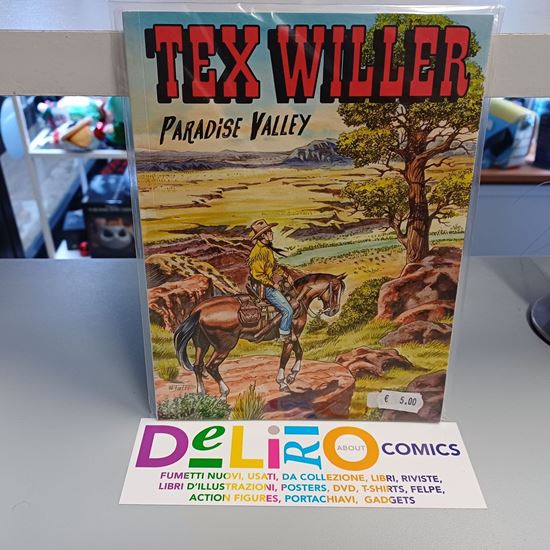 TEX WILLER
PARADISE VALLEY
€ 5,00
DeLiRiO ABOUT COMICS
FUMETTI NUOVI, USATI, DA COLLEZIONE, LIBRI, RIVISTE,
LIBRI D'ILLUSTRAZIONI, POSTERS, DVD, T-SHIRTS, FELPE,
ACTION FIGURES, PORTACHIAVI, GADGETS